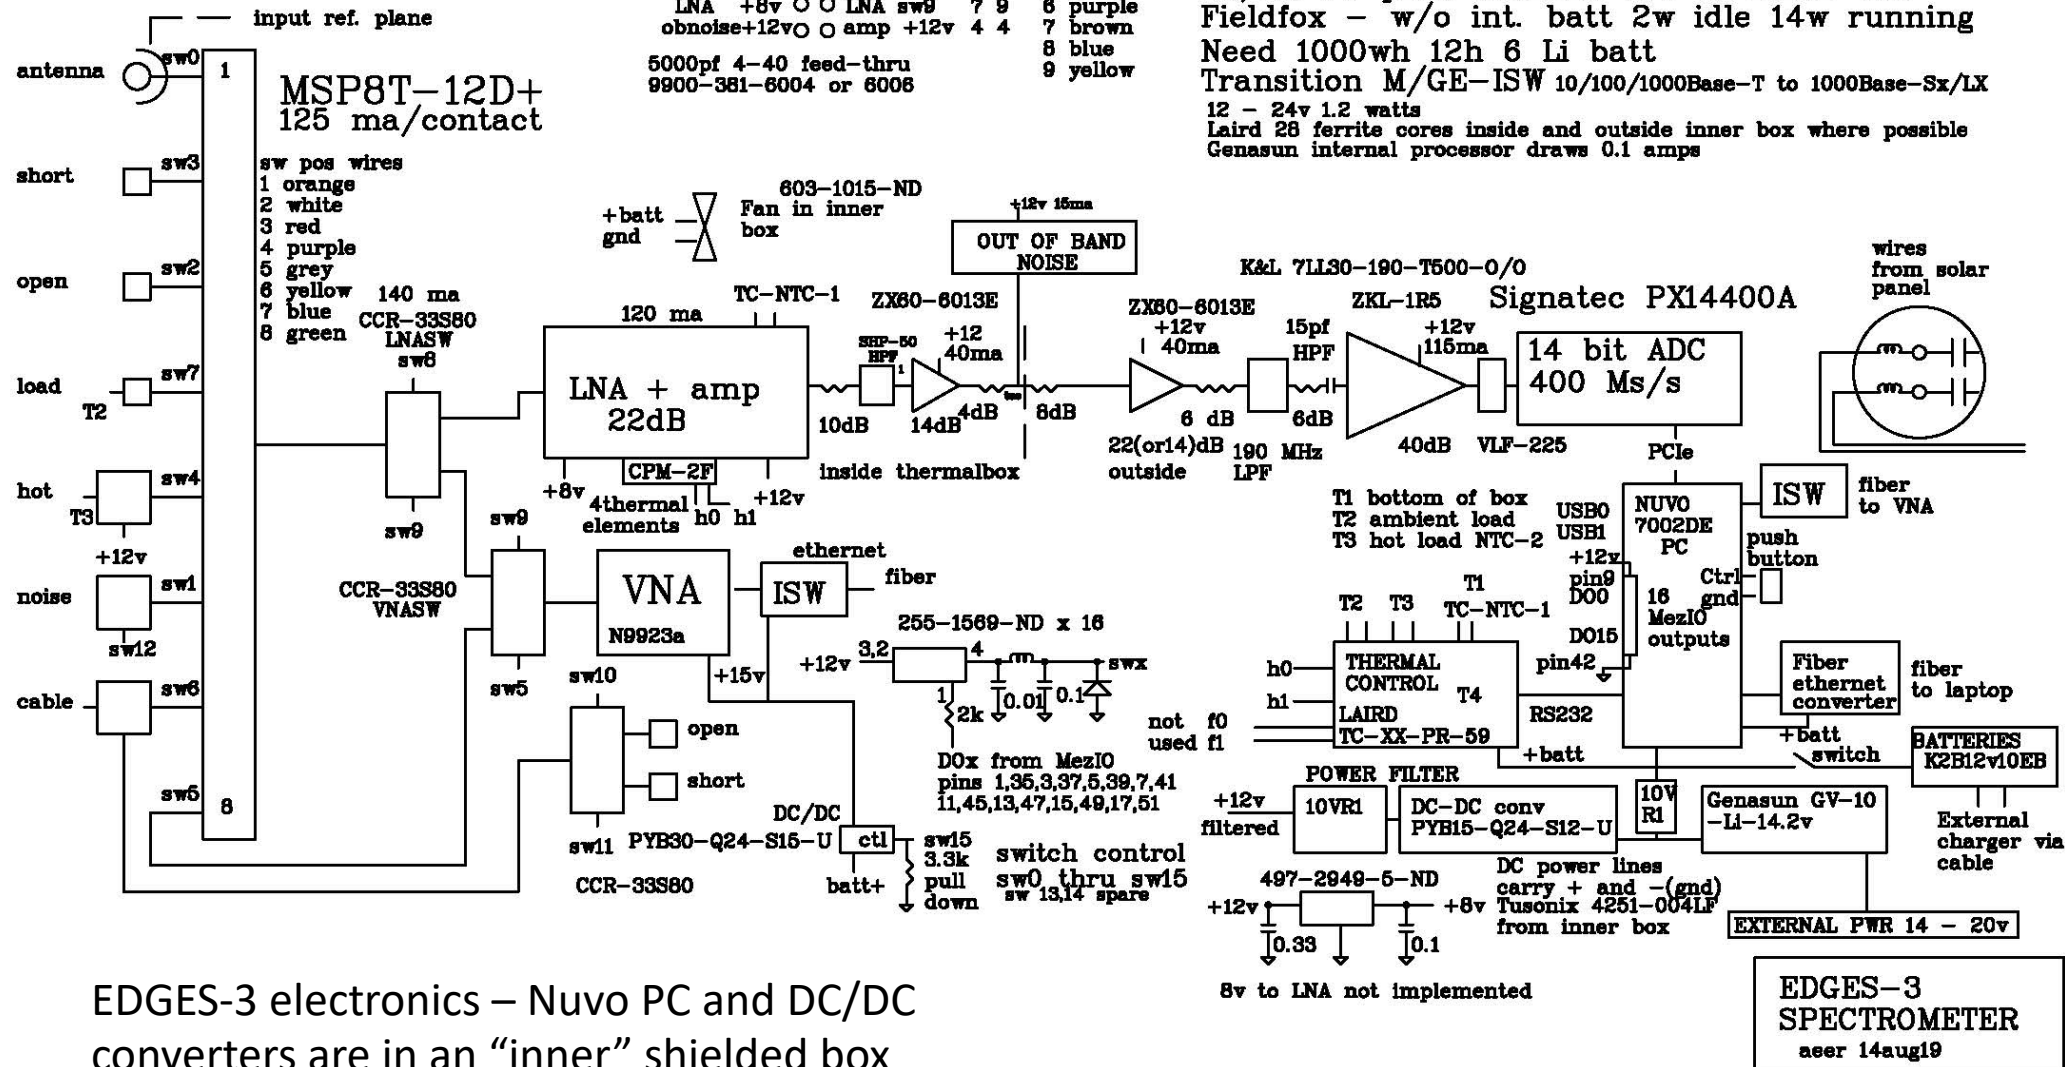 input ref. plane
LNA +8v LNA sw9 7 9
obnoise+12v amp +12v 4 4
6 purple
7 brown
8 blue
9 yellow
5000pf 4-40 feed-thru
9900-381-6004 or 6006
Fieldfox - w/o int. batt 2w idle 14w running
Need 1000wh 12h 6 Li batt
Transition M/GE-ISW 10/100/1000Base-T to 1000Base-Sx/LX
12 - 24v 1.2 watts
Laird 28 ferrite cores inside and outside inner box where possible
Genasun internal processor draws 0.1 amps
antenna
sw0
1
MSP8T-12D+
125 ma/contact
short
sw3
open
sw2
load
T2
sw7
hot
T3
sw4
+12v
noise
sw1
sw12
cable
sw6
sw5
8
sw pos wires
1 orange
2 white
3 red
4 purple
5 grey
6 yellow
7 blue
8 green
140 ma
CCR-33S80
LNASW
sw8
sw9
+batt
gnd
603-1015-ND
Fan in inner
box
120 ma
TC-NTC-1
LNA + amp
22dB
+8v
CPM-2F
+12v
4thermal
elements
h0 h1
10dB
SHP-50
HPF
1
ZX60-6013E
+12
40ma
14dB
4dB
8dB
inside thermalbox
+12v 15ma
OUT OF BAND
NOISE
ZX60-6013E
+12v
40ma
22(or14)dB
outside
6 dB
K&L 7LL30-190-T500-0/0
190 MHz
LPF
15pf
HPF
6dB
ZKL-1R5
+12v
115ma
40dB
VLF-225
Signatec PX14400A
14 bit ADC
400 Ms/s
PCIe
wires
from solar
panel
CCR-33S80
VNASW
sw9
sw5
VNA
N9923a
+15v
ethernet
ISW
fiber
255-1569-ND x 16
+12v
3,2
4
1
2k
0.01
0.1
swx
DOx from MezIO
pins 1,35,3,37,5,39,7,41
11,45,13,47,15,49,17,51
sw10
open
short
sw11
CCR-33S80
DC/DC
PYB30-Q24-S15-U
ctl
batt+
sw15
3.3k
pull
down
switch control
sw0 thru sw15
sw 13,14 spare
T1 bottom of box
T2 ambient load
T3 hot load NTC-2
USB0
USB1
+12v
pin9
DO0
DO15
pin42
NUVO
7002DE
PC
16
MezIO
outputs
ISW
fiber
to VNA
push
button
Ctrl
gnd
T2
T3
T1
TC-NTC-1
h0
h1
not f0
used f1
THERMAL
CONTROL
T4
LAIRD
TC-XX-PR-59
RS232
Fiber
ethernet
converter
fiber
to laptop
+batt
+batt
switch
BATTERIES
K2B12v10EB
External
charger via
cable
POWER FILTER
+12v
filtered
10VR1
DC-DC conv
PYB15-Q24-S12-U
10V
R1
Genasun GV-10
-Li-14.2v
DC power lines
carry + and -(gnd)
Tusonix 4251-004LF
from inner box
497-2949-5-ND
+12v
+8v
0.33
0.1
8v to LNA not implemented
EXTERNAL PWR 14 - 20v
EDGES-3
SPECTROMETER
aeer 14aug19
EDGES-3 electronics – Nuvo PC and DC/DC
converters are in an “inner” shielded box